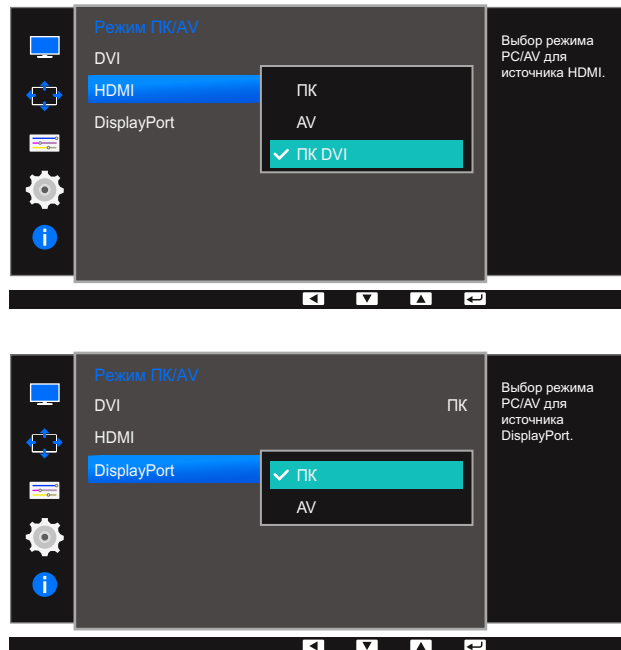 Режим ПК/AV
DVI
HDMI
DisplayPort
ПК
AV
ПК DVI
Выбор режима
PC/AV для
источника HDMI.
Режим ПК/AV
DVI ПК
HDMI
DisplayPort
ПК
AV
Выбор режима
PC/AV для
источника
DisplayPort.